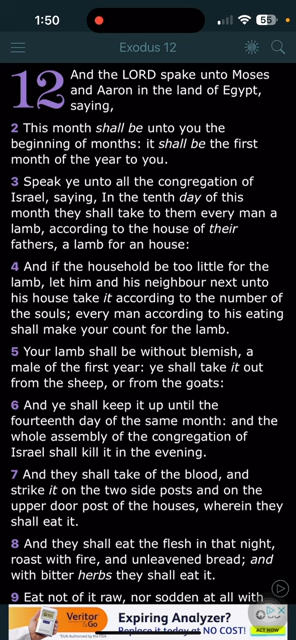 1:50
55
Exodus 12
12 And the LORD spake unto Moses
and Aaron in the land of Egypt,
saying,
2 This month shall be unto you the
beginning of months: it shall be the first
month of the year to you.
3 Speak ye unto all the congregation of
Israel, saying, In the tenth day of this
month they shall take to them every man a
lamb, according to the house of their
fathers, a lamb for an house:
4 And if the household be too little for the
lamb, let him and his neighbour next unto
his house take it according to the number of
the souls; every man according to his eating
shall make your count for the lamb.
5 Your lamb shall be without blemish, a
male of the first year: ye shall take it out
from the sheep, or from the goats:
6 And ye shall keep it up until the
fourteenth day of the same month: and the
whole assembly of the congregation of
Israel shall kill it in the evening.
7 And they shall take of the blood, and
strike it on the two side posts and on the
upper door post of the houses, wherein they
shall eat it.
8 And they shall eat the flesh in that night,
roast with fire, and unleavened bread; and
with bitter herbs they shall eat it.
9 Eat not of it raw, nor sodden at all with
Veritor
&Go
Expiring Analyzer?
Replace it today at NO COST!
ACT NOW